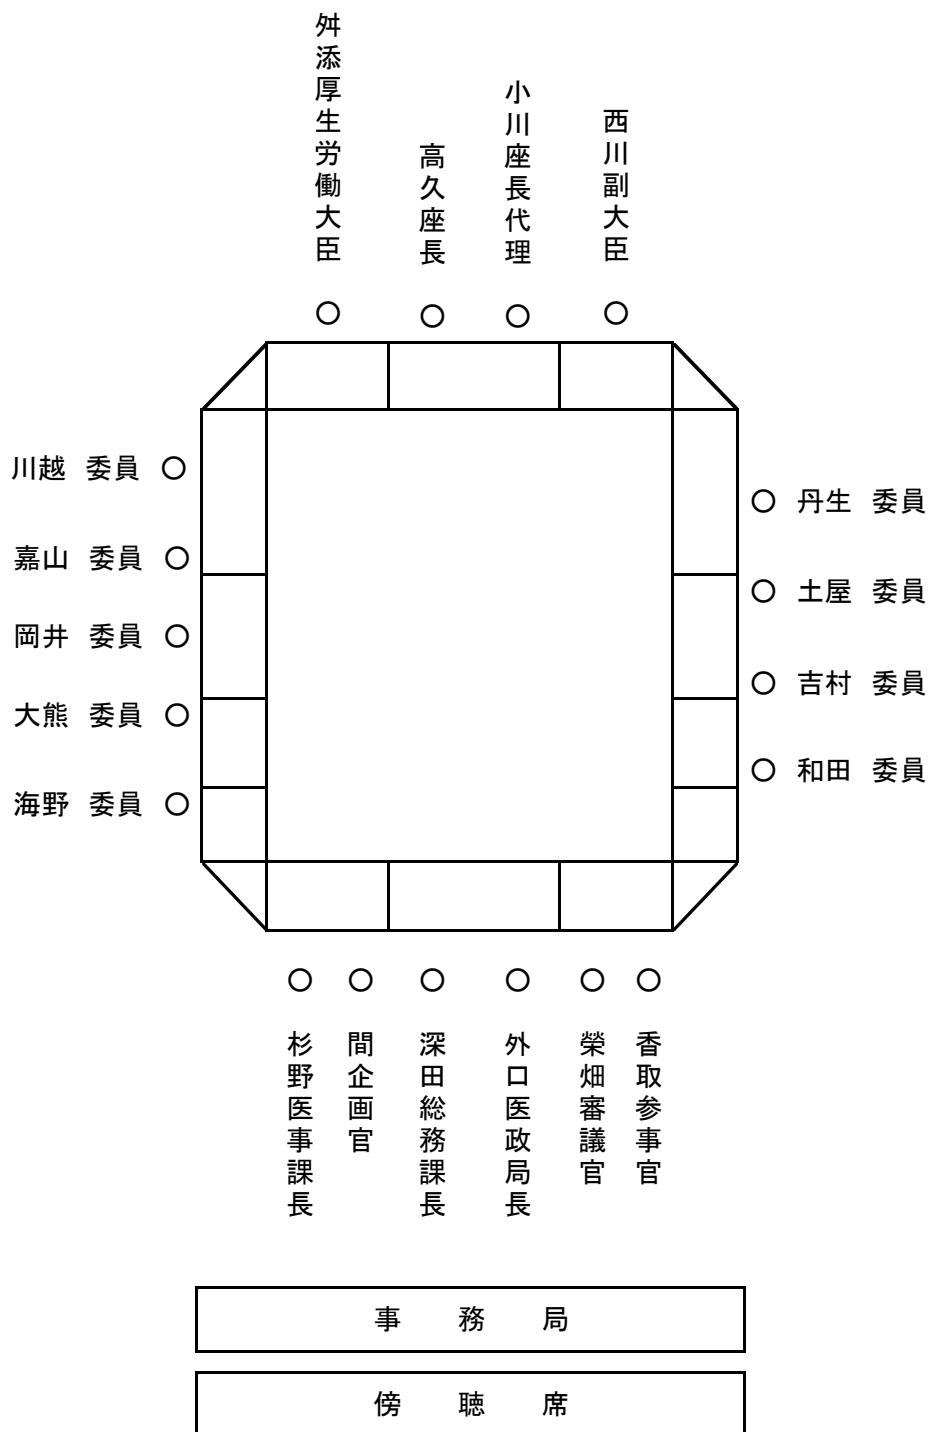 舛添厚生労働大臣
高久座長
小川座長代理
西川副大臣
川越 委員
嘉山 委員
岡井 委員
大熊 委員
海野 委員
丹生 委員
土屋 委員
吉村 委員
和田 委員
杉野医事課長
間企画官
深田総務課長
外口医政局長
榮畑審議官
香取参事官
事 務 局
傍 聴 席